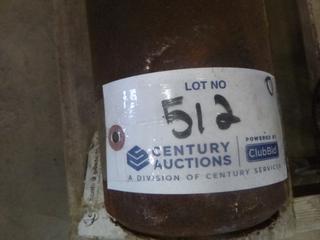 LOT NO
512
CENTURY
AUCTIONS
POWERED BY
ClubBid
A DIVISION OF CENTURY SERVICES